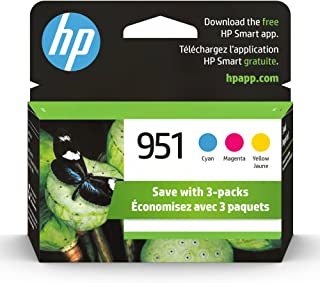 hp
Download the free
HP Smart app.
Téléchargez l'application
HP Smart gratuite.
hpapp.com
951
Cyan
Magenta
Yellow
Jaune
Save with 3-packs
Économisez avec 3 paquets